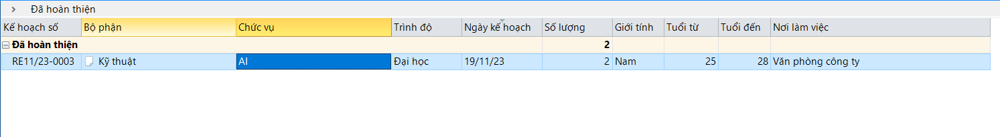 Đã hoàn thiện
Kế hoạch số Bộ phận Chức vụ Trình độ Ngày kế hoạch Số lượng Giới tính Tuổi từ Tuổi đến Nơi làm việc
Đã hoàn thiện 2
RE11/23-0003 Kỹ thuật AI Đại học 19/11/23 2 Nam 25 28 Văn phòng công ty